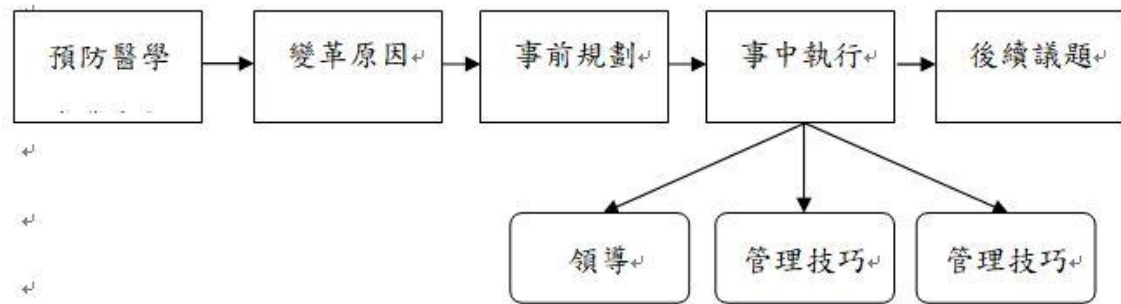 預防醫學
變革原因
事前規劃
事中執行
後續議題
領導
管理技巧
管理技巧